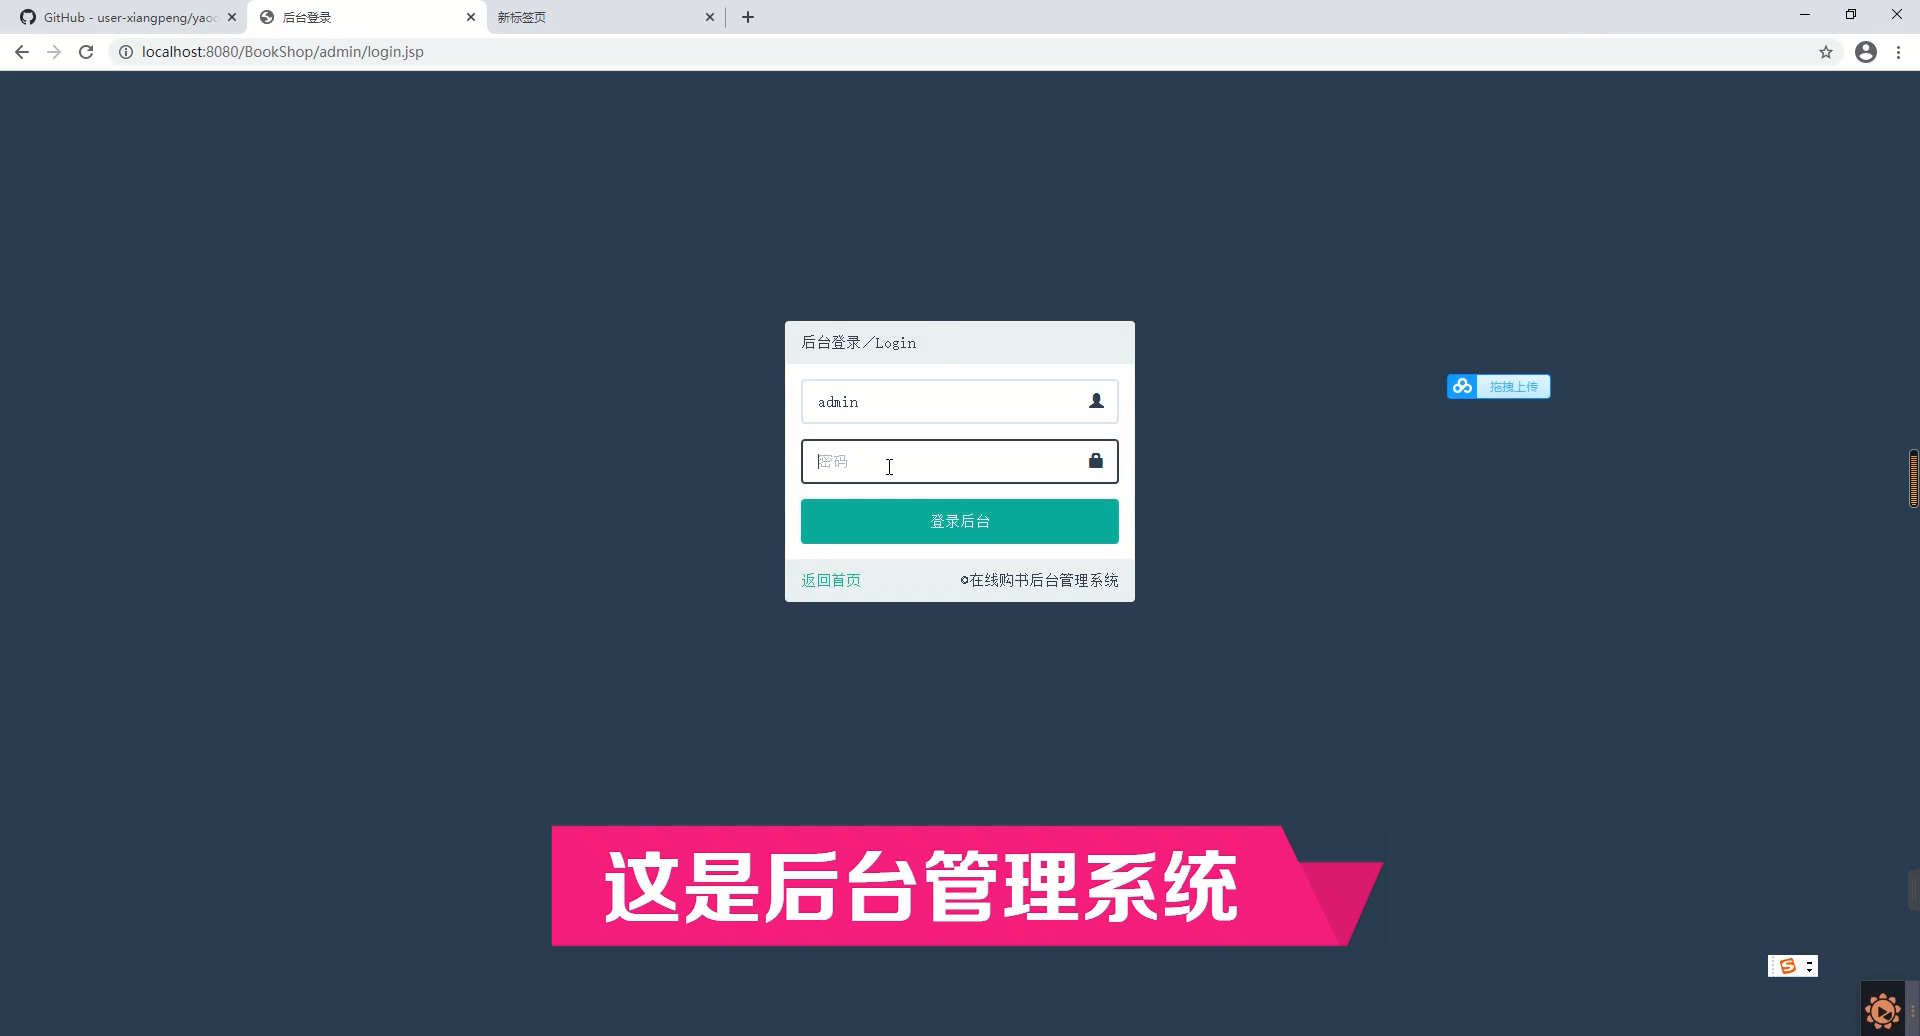 GitHub - user-xiangpeng/yaoc
后台登录
新标签页
localhost:8080/BookShop/admin/login.jsp
后台登录/Login
admin
拖拽上传
密码
登录后台
返回首页
©在线购书后台管理系统
这是后台管理系统